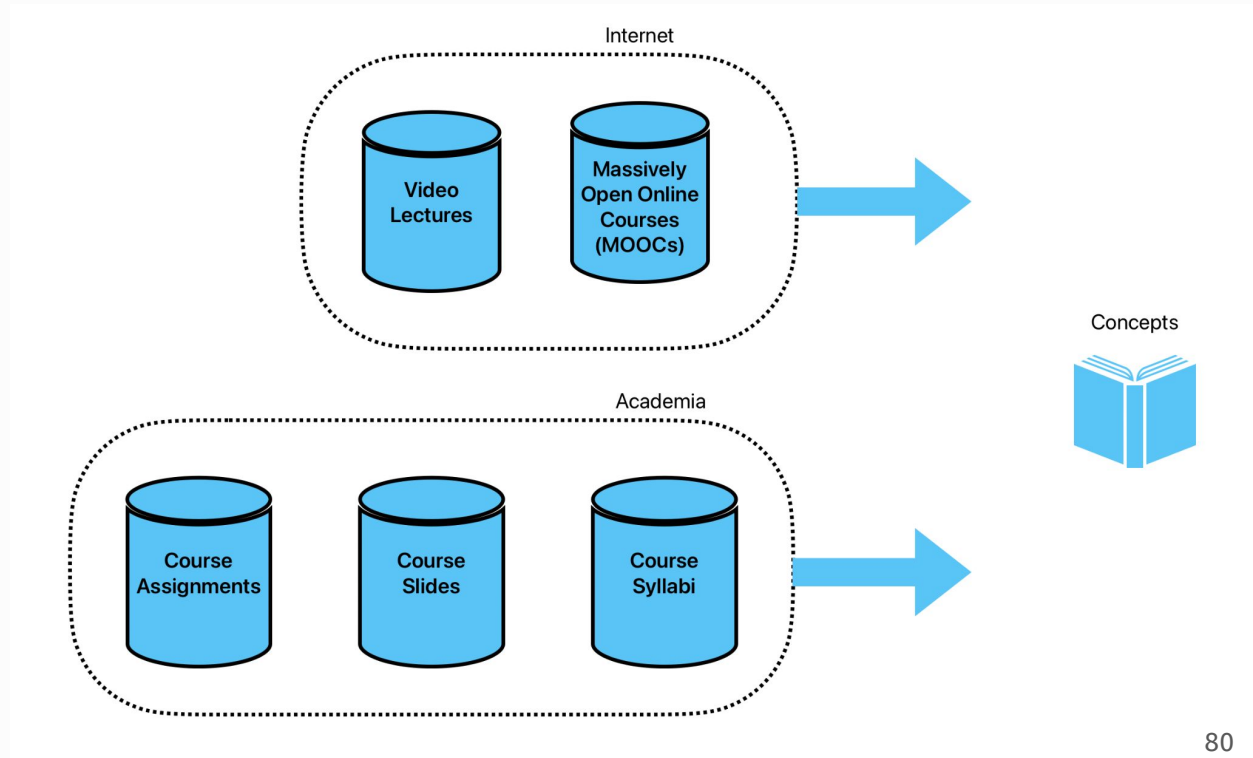 Internet
Video
Lectures
Massively
Open Online
Courses
(MOOCs)
Concepts
Academia
Course
Assignments
Course
Slides
Course
Syllabi
80